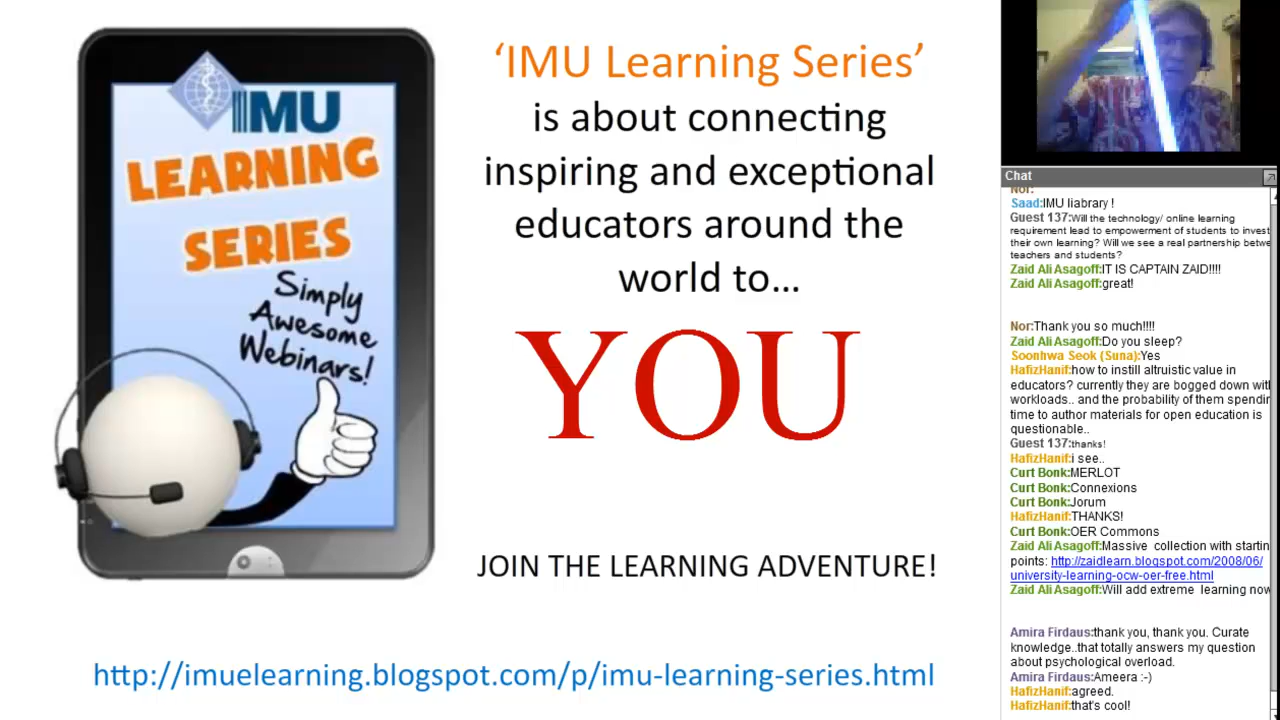 IMU
LEARNING
SERIES
Simply
Awesome
Webinars!
‘IMU Learning Series’
is about connecting
inspiring and exceptional
educators around the
world to…
YOU
JOIN THE LEARNING ADVENTURE!
http://imuelearning.blogspot.com/p/imu-learning-series.html
Chat
Nor:
Saad:IMU liabrary !
Guest 137:Will the technology/ online learning
requirement lead to empowerment of students to invest
their own learning? Will we see a real partnership betwe
teachers and students?
Zaid Ali Asagoff:IT IS CAPTAIN ZAID!!!!
Zaid Ali Asagoff:great!
Nor:Thank you so much!!!!
Zaid Ali Asagoff:Do you sleep?
Soonhwa Seok (Suna):Yes
HafizHanif:how to instill altruistic value in
educators? currently they are bogged down with
workloads.. and the probability of them spendin
time to author materials for open education is
questionable..
Guest 137:thanks!
HafizHanif:i see..
Curt Bonk:MERLOT
Curt Bonk:Connexions
Curt Bonk:Jorum
HafizHanif:THANKS!
Curt Bonk:OER Commons
Zaid Ali Asagoff:Massive collection with startin
points: http://zaidlearn.blogspot.com/2008/06/
university-learning-ocw-oer-free.html
Zaid Ali Asagoff:Will add extreme learning now
Amira Firdaus:thank you, thank you. Curate
knowledge..that totally answers my question
about psychological overload.
Amira Firdaus:Ameera :-)
HafizHanif:agreed.
HafizHanif:that's cool!